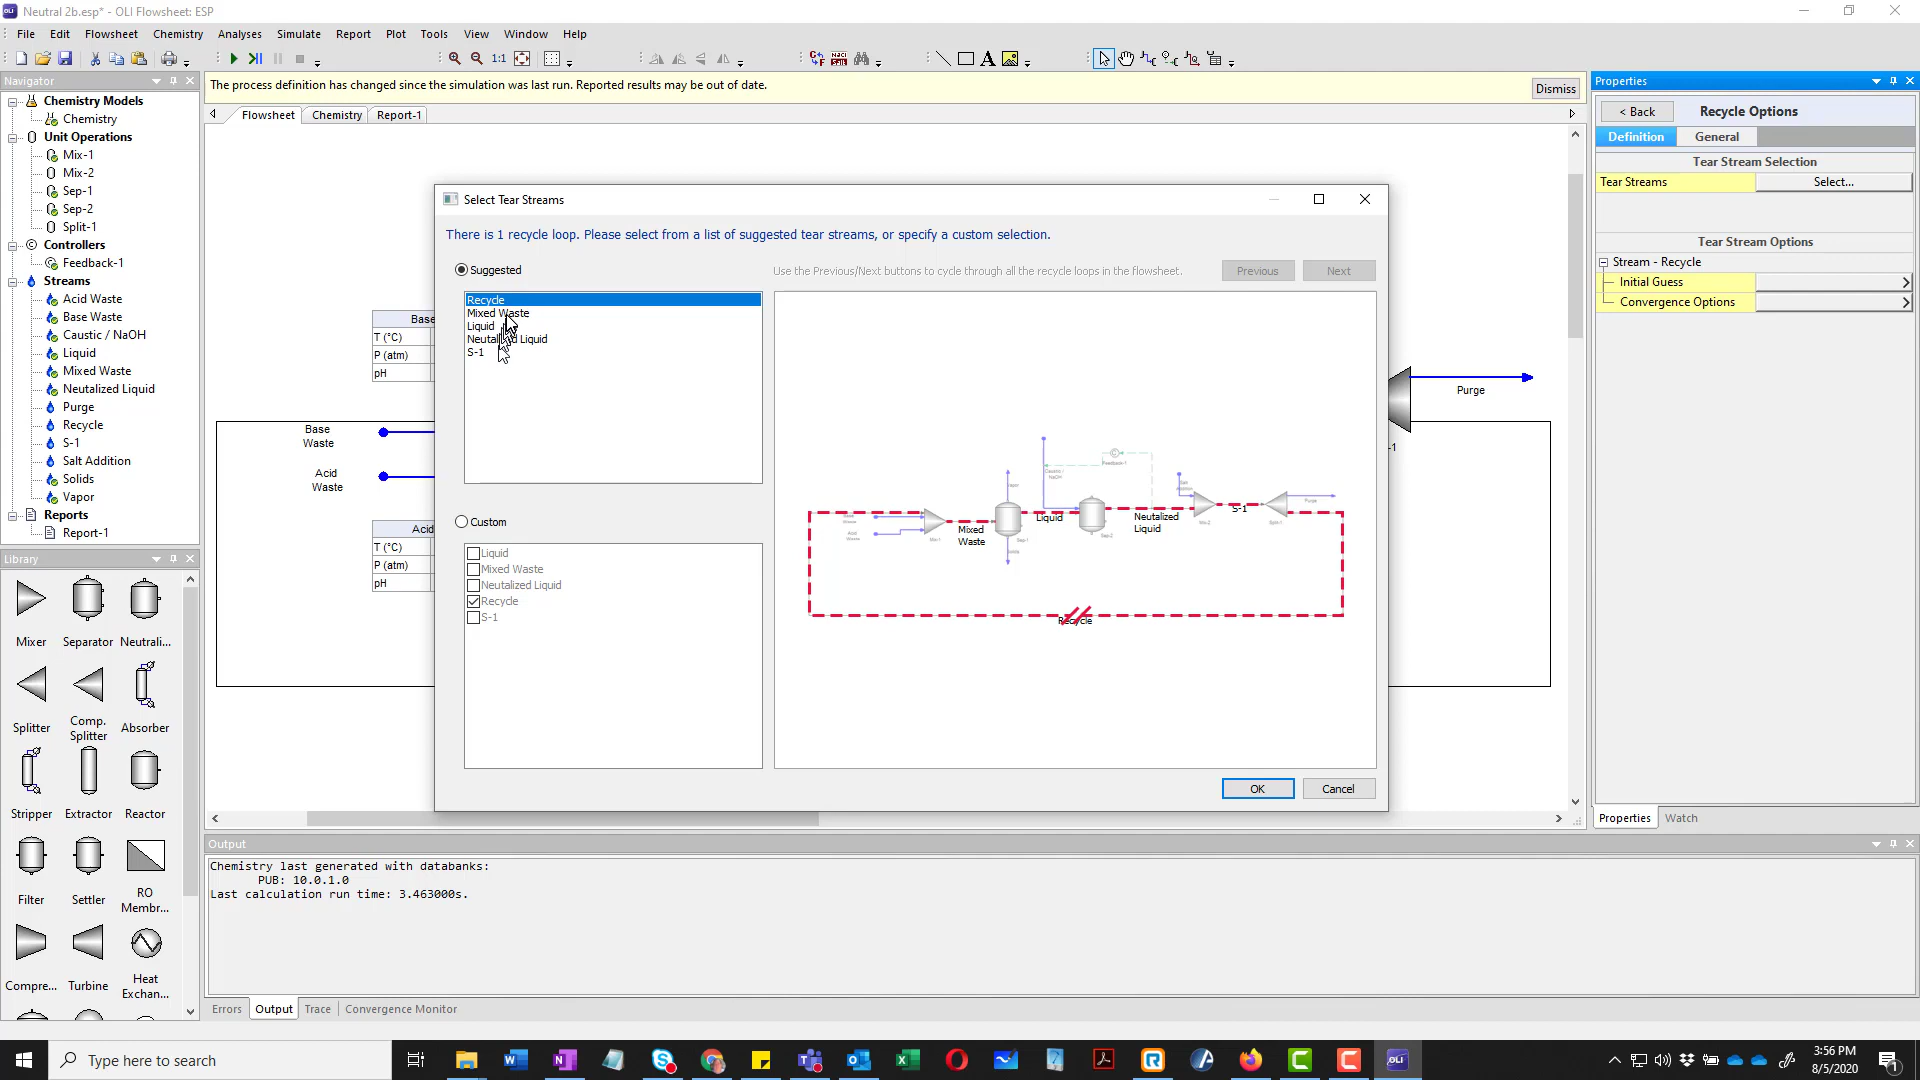 Neutral 2b.esp* - OLI Flowsheet: ESP
File Edit Flowsheet Chemistry Analyses Simulate Report Plot Tools View Window Help
1:1
Navigator
Chemistry Models
Chemistry
Unit Operations
Mix-1
Mix-2
Sep-1
Sep-2
Split-1
Controllers
Feedback-1
Streams
Acid Waste
Base Waste
Caustic / NaOH
Liquid
Mixed Waste
Neutalized Liquid
Purge
Recycle
S-1
Salt Addition
Solids
Vapor
Reports
Report-1
Library
Mixer Separator Neutrali...
Splitter Comp. Splitter Absorber
Stripper Extractor Reactor
Filter Settler RO Membr...
Compre... Turbine Heat Exchan...
The process definition has changed since the simulation was last run. Reported results may be out of date.
Dismiss
Flowsheet Chemistry Report-1
Base
T (°C)
P (atm)
pH
Base
Waste
Acid
Waste
Acid
T (°C)
P (atm)
pH
Purge
-1
Select Tear Streams
There is 1 recycle loop. Please select from a list of suggested tear streams, or specify a custom selection.
Suggested
Use the Previous/Next buttons to cycle through all the recycle loops in the flowsheet.
Previous Next
Recycle
Mixed Waste
Liquid
Neutalized Liquid
S-1
Custom
Liquid
Mixed Waste
Neutalized Liquid
Recycle
S-1
Mixed
Waste
Liquid
Neutalized
Liquid
S-1
Recycle
OK Cancel
Properties
< Back Recycle Options
Definition General
Tear Stream Selection
Tear Streams Select...
Tear Stream Options
Stream - Recycle
Initial Guess
Convergence Options
Properties Watch
Output
Chemistry last generated with databanks:
PUB: 10.0.1.0
Last calculation run time: 3.463000s.
Errors Output Trace Convergence Monitor
Type here to search
3:56 PM
8/5/2020